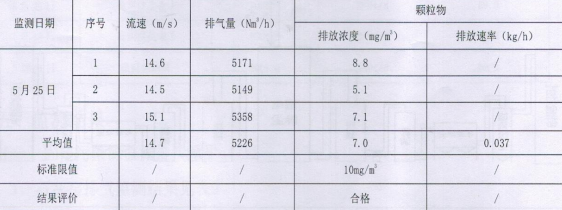 监测日期 序号 流速（m/s） 排气量（Nm³/h） 颗粒物
排放浓度（mg/m³） 排放速率（kg/h）
5月25日 1 14.6 5171 8.8 /
2 14.5 5149 5.1 /
3 15.1 5358 7.1 /
平均值 14.7 5226 7.0 0.037
标准限值 / / 10mg/m³ /
结果评价 / / 合格 /